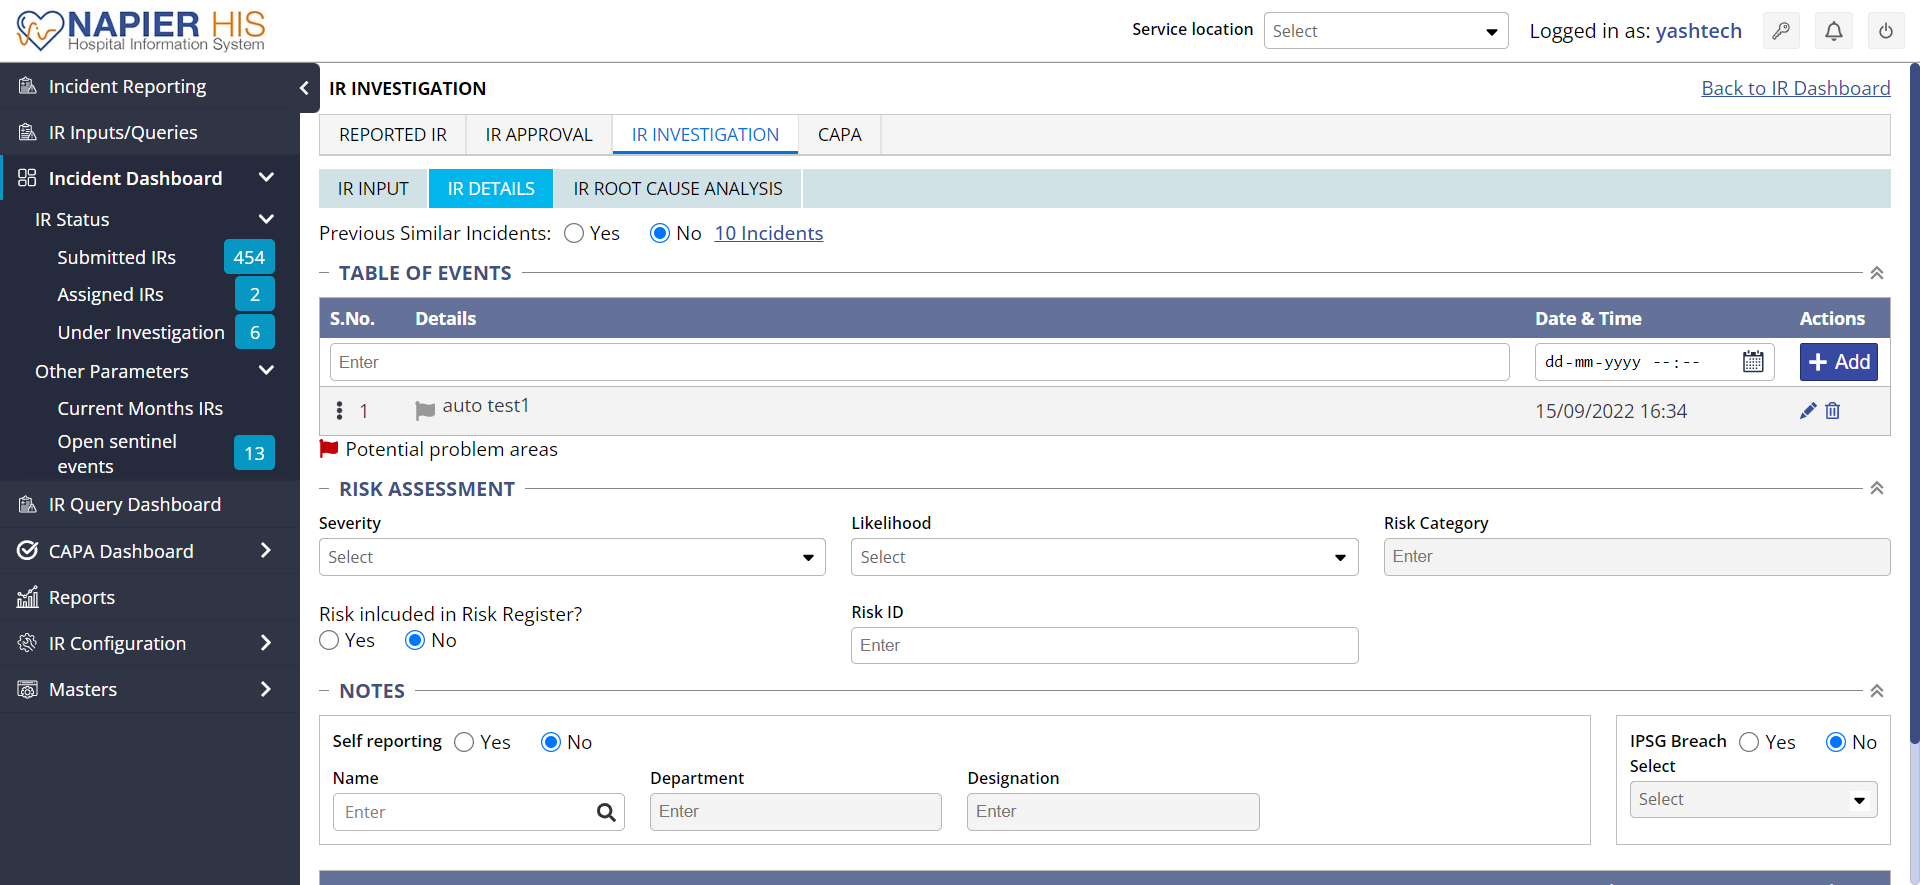 NAPIER HIS
Hospital Information System
Service location
Select
Logged in as: yashtech
Incident Reporting
IR Inputs/Queries
Incident Dashboard
IR Status
Submitted IRs 454
Assigned IRs 2
Under Investigation 6
Other Parameters
Current Months IRs
Open sentinel
events 13
IR Query Dashboard
CAPA Dashboard
Reports
IR Configuration
Masters
IR INVESTIGATION
Back to IR Dashboard
REPORTED IR IR APPROVAL IR INVESTIGATION CAPA
IR INPUT IR DETAILS IR ROOT CAUSE ANALYSIS
Previous Similar Incidents: Yes No 10 Incidents
TABLE OF EVENTS
S.No. Details Date & Time Actions
Enter dd-mm-yyyy --:-- + Add
1 auto test1 15/09/2022 16:34
Potential problem areas
RISK ASSESSMENT
Severity Likelihood Risk Category
Select Select Enter
Risk inlcuded in Risk Register? Risk ID
Yes No Enter
NOTES
Self reporting Yes No
Name Department Designation
Enter Enter Enter
IPSG Breach Yes No
Select
Select